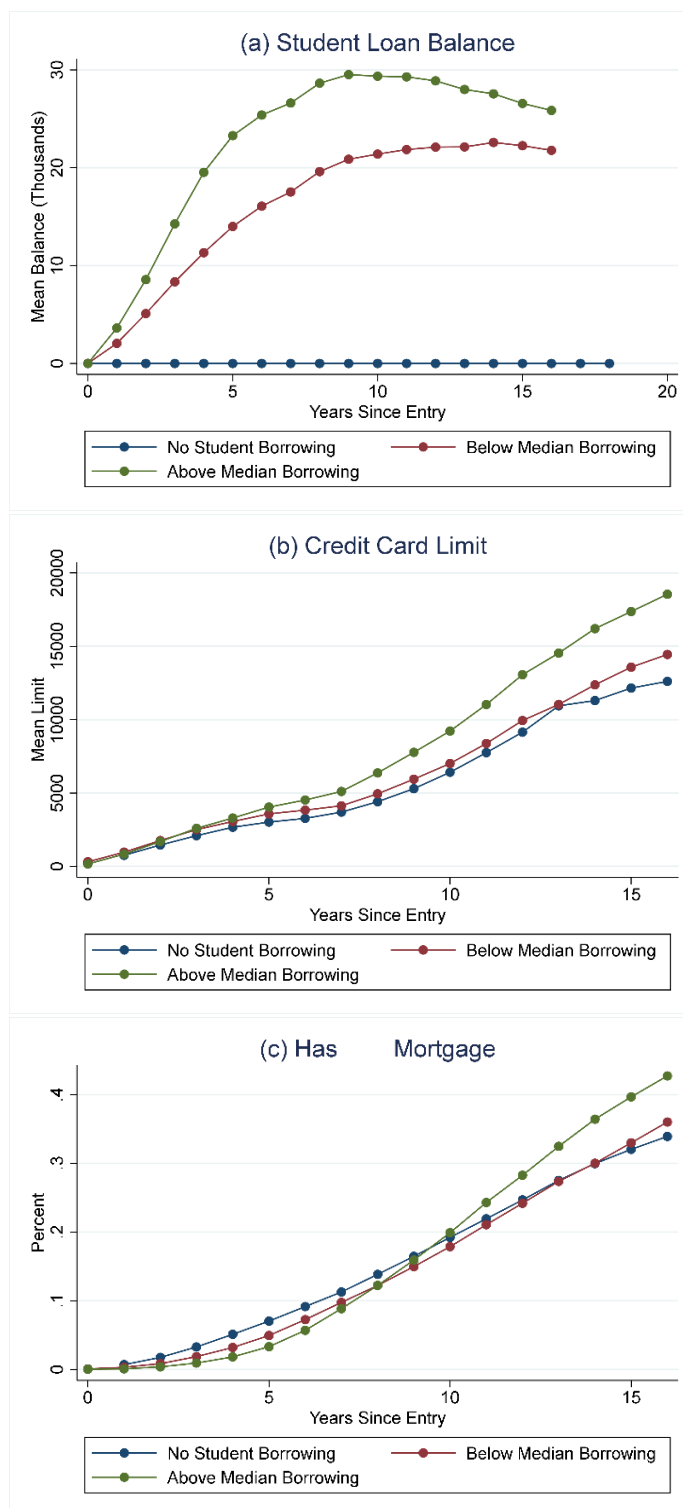 (a) Student Loan Balance
30
20
10
0
Mean Balance (Thousands)
0 5 10 15 20
Years Since Entry
No Student Borrowing Below Median Borrowing
Above Median Borrowing
(b) Credit Card Limit
20000
15000
10000
5000
0
Mean Limit
0 5 10 15
Years Since Entry
No Student Borrowing Below Median Borrowing
Above Median Borrowing
(c) Has Mortgage
.4
.3
.2
.1
0
Percent
0 5 10 15
Years Since Entry
No Student Borrowing Below Median Borrowing
Above Median Borrowing